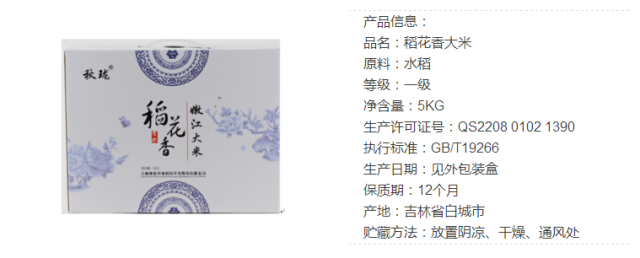 秋珑®
稻花香
嫩江大米
产品信息：
品名：稻花香大米
原料：水稻
等级：一级
净含量：5KG
生产许可证号：QS2208 0102 1390
执行标准：GB/T19266
生产日期：见外包装盒
保质期：12个月
产地：吉林省白城市
贮藏方法：放置阴凉、干燥、通风处